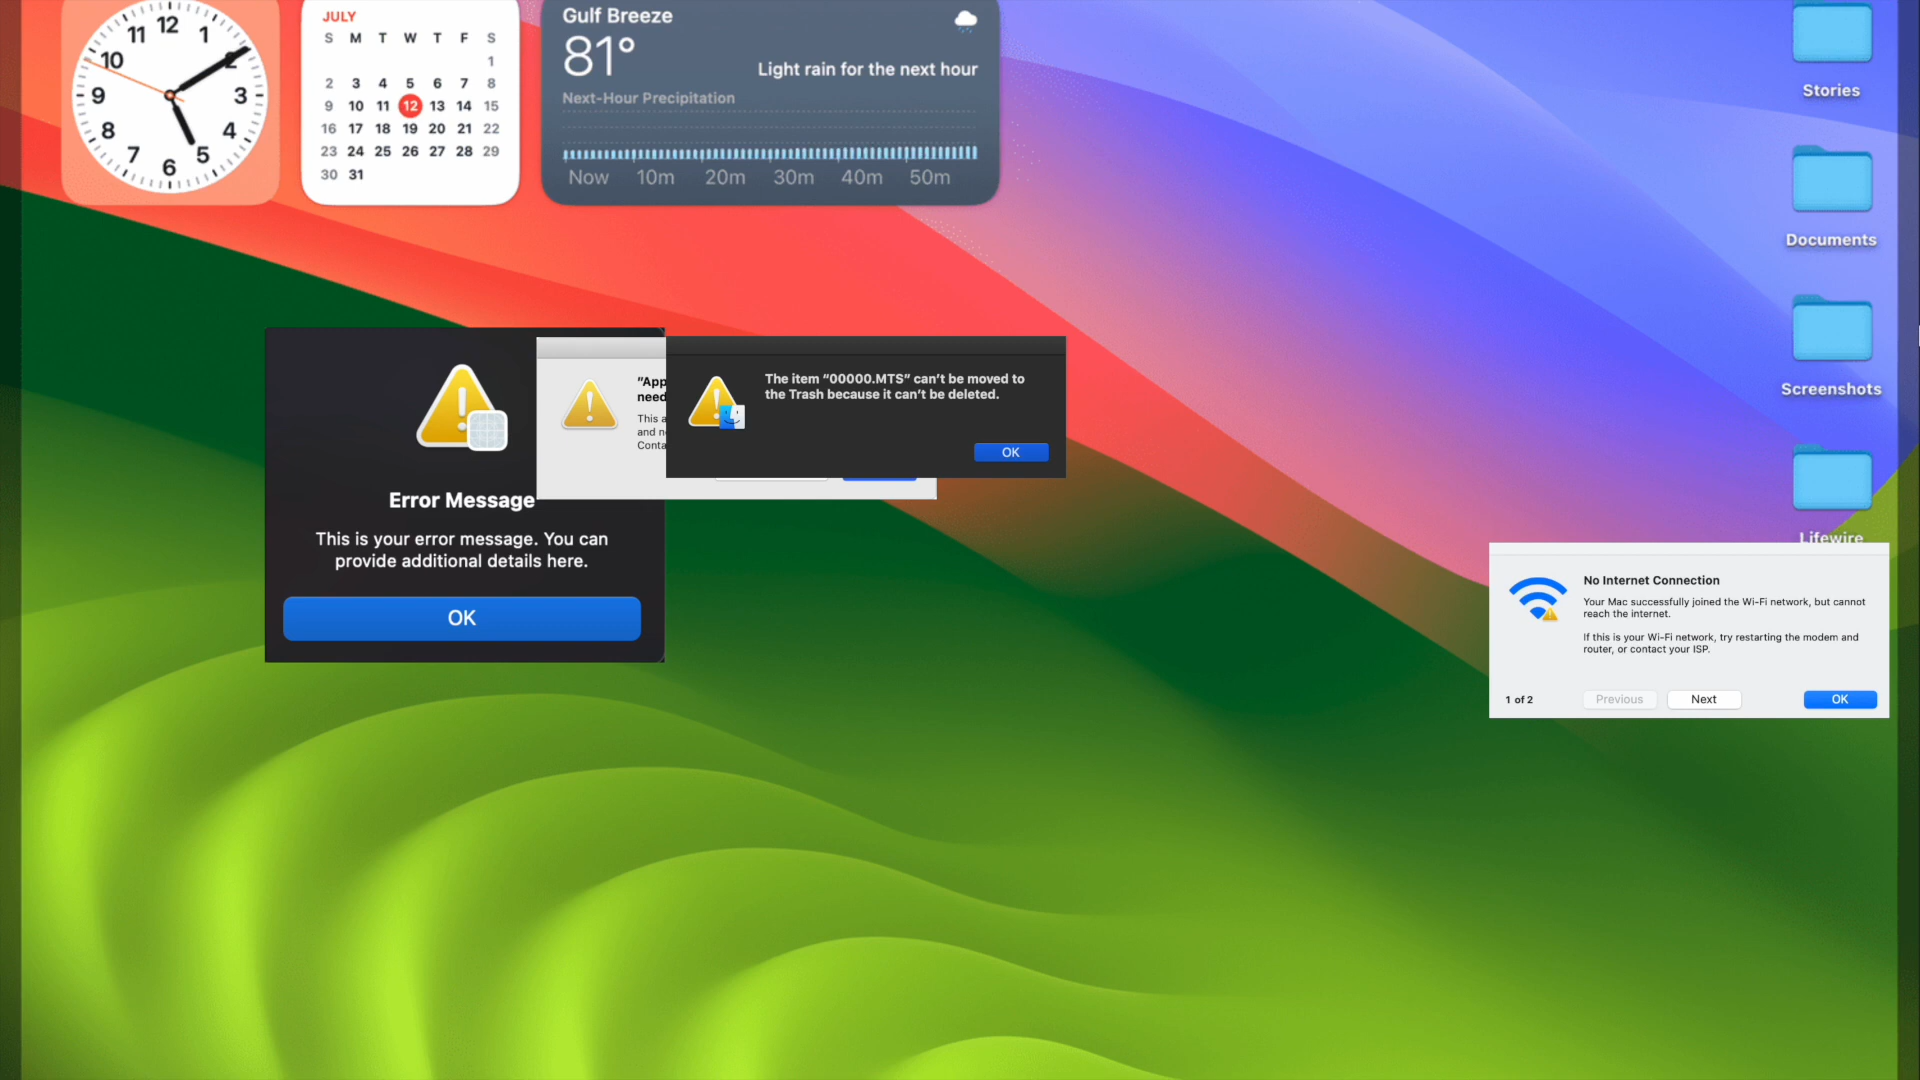 12
11
1
10
2
9
3
8
4
7
5
6
JULY
S M T W T F S
1
2 3 4 5 6 7 8
9 10 11 12 13 14 15
16 17 18 19 20 21 22
23 24 25 26 27 28 29
30 31
Gulf Breeze
81°
Light rain for the next hour
Next-Hour Precipitation
Now 10m 20m 30m 40m 50m
Stories
Documents
Screenshots
Lifewire
Error Message
This is your error message. You can
provide additional details here.
OK
"App
need
This a
and n
Conta
The item “00000.MTS” can’t be moved to
the Trash because it can’t be deleted.
OK
No Internet Connection
Your Mac successfully joined the Wi-Fi network, but cannot
reach the internet.
If this is your Wi-Fi network, try restarting the modem and
router, or contact your ISP.
1 of 2
Previous
Next
OK